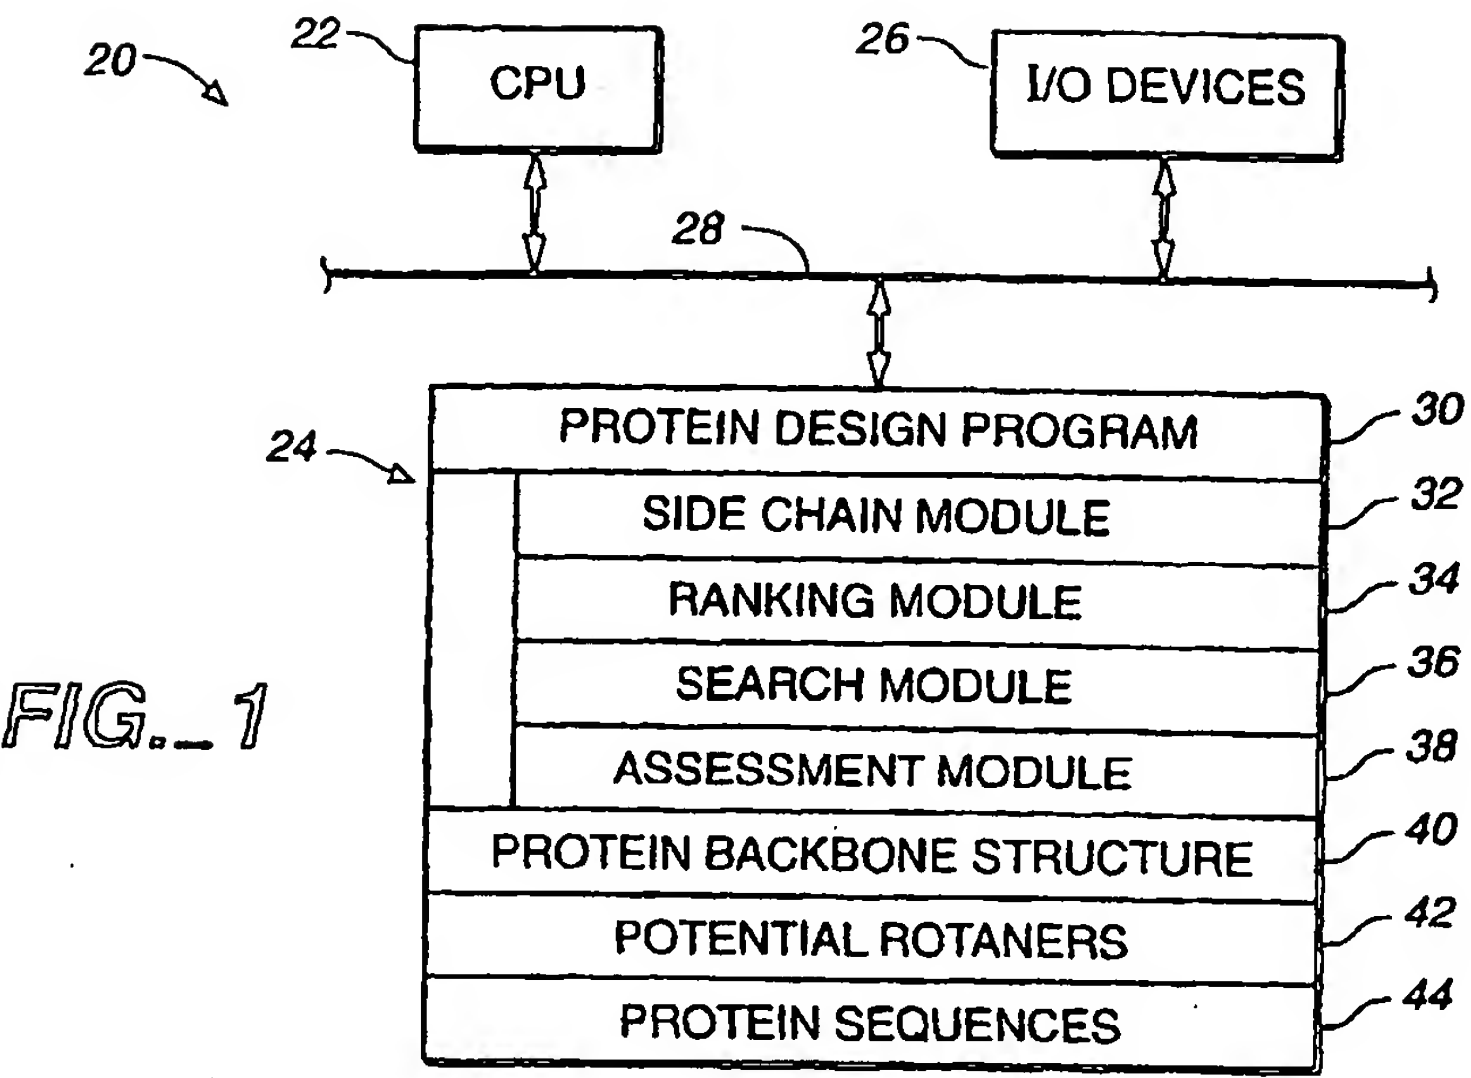 20
22
CPU
26
I/O DEVICES
28
24
PROTEIN DESIGN PROGRAM
30
SIDE CHAIN MODULE
32
RANKING MODULE
34
SEARCH MODULE
36
ASSESSMENT MODULE
38
PROTEIN BACKBONE STRUCTURE
40
POTENTIAL ROTANERS
42
PROTEIN SEQUENCES
44
FIG._1